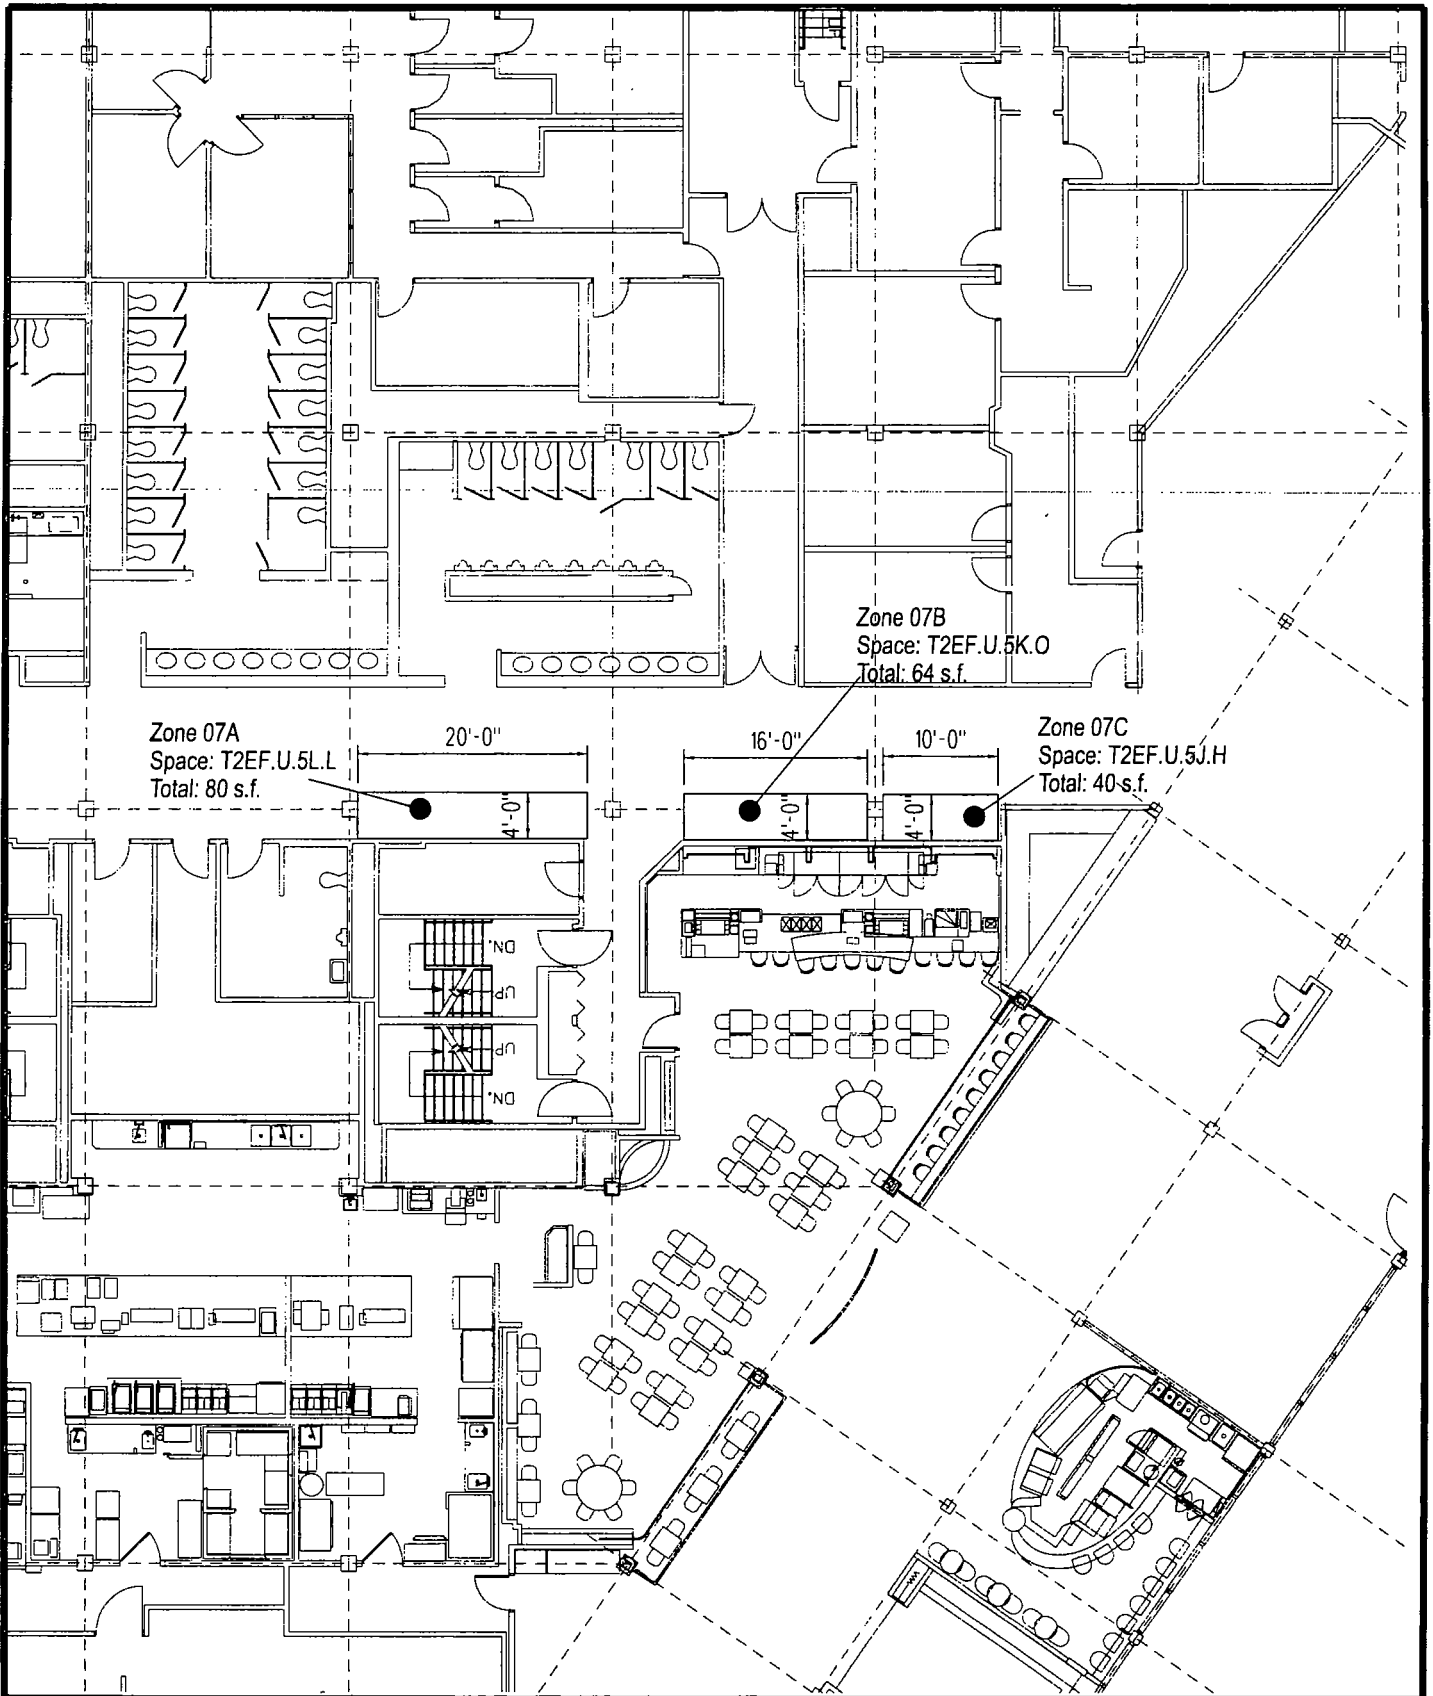 Zone 07B
Space: T2EF.U.5K.O
Total: 64 s.f.
Zone 07A
Space: T2EF.U.5L.L
Total: 80 s.f.
20'-0"
16'-0"
10'-0"
Zone 07C
Space: T2EF.U.5J.H
Total: 40 s.f.
4'-0"
4'-0"
4'-0"
DN.
UP
UP
DN.